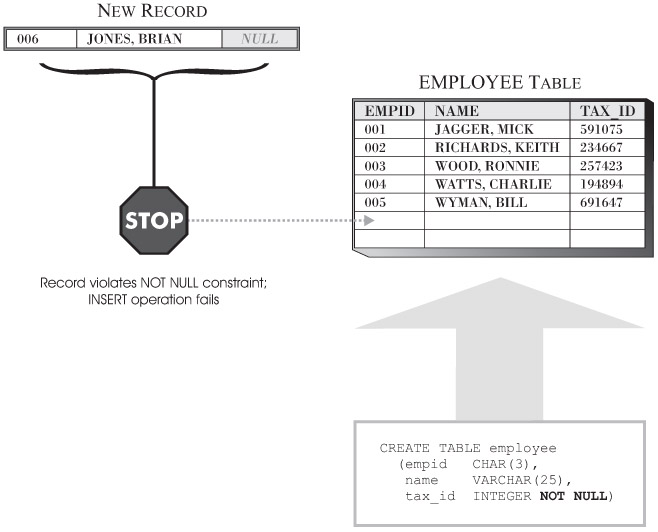 NEW RECORD
006 JONES, BRIAN NULL
EMPLOYEE TABLE
EMPID NAME TAX_ID
001 JAGGER, MICK 591075
002 RICHARDS, KEITH 234667
003 WOOD, RONNIE 257423
004 WATTS, CHARLIE 194894
005 WYMAN, BILL 691647
STOP
Record violates NOT NULL constraint;
INSERT operation fails
CREATE TABLE employee
(empid CHAR(3),
name VARCHAR(25),
tax_id INTEGER NOT NULL)